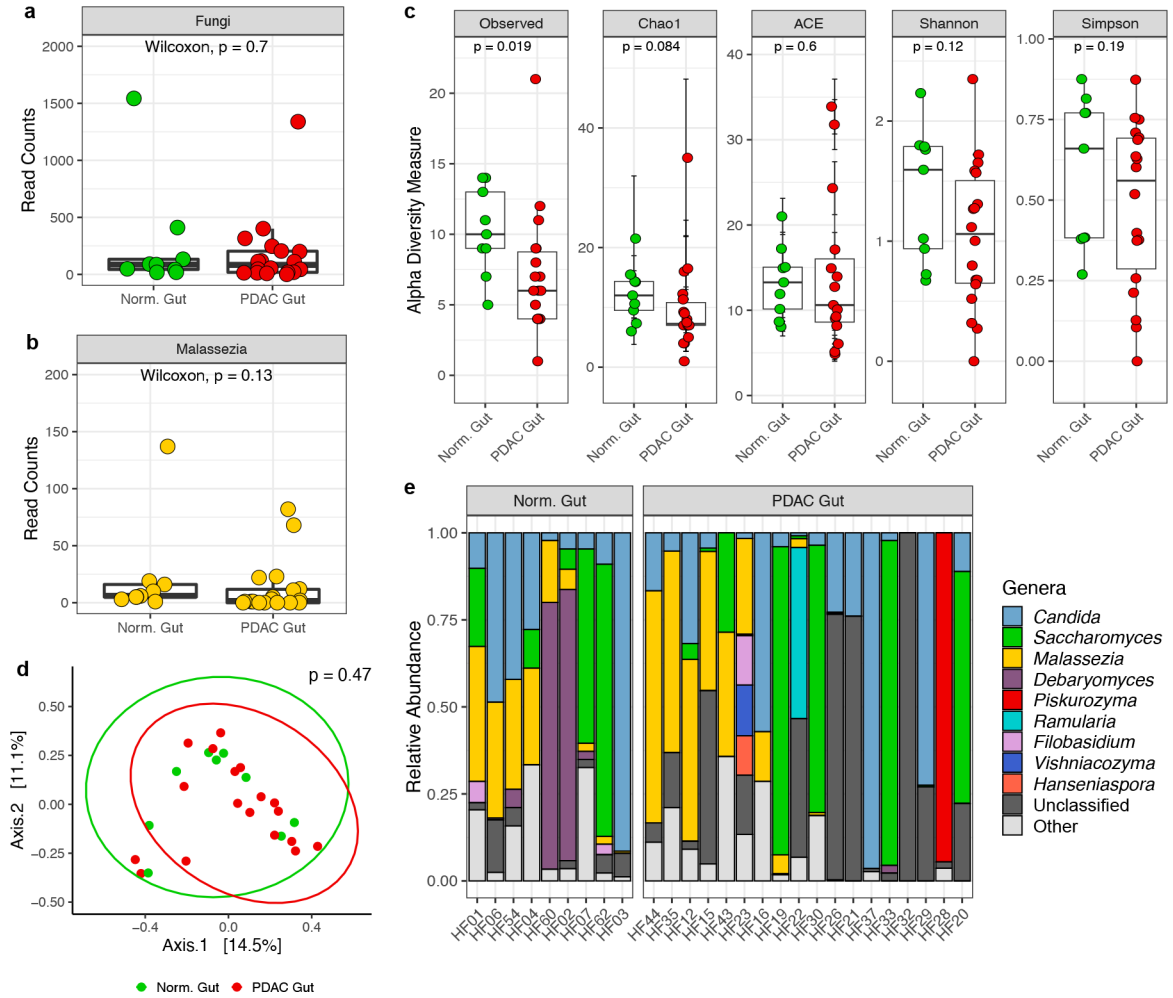 a
Fungi
Wilcoxon, p = 0.7
Read Counts
2000
1500
1000
500
0
Norm. Gut
PDAC Gut
b
Malassezia
Wilcoxon, p = 0.13
Read Counts
200
150
100
50
0
Norm. Gut
PDAC Gut
c
Alpha Diversity Measure
Observed
p = 0.019
20
15
10
5
0
Norm. Gut
PDAC Gut
Chao1
p = 0.084
40
20
0
Norm. Gut
PDAC Gut
ACE
p = 0.6
40
30
20
10
0
Norm. Gut
PDAC Gut
Shannon
p = 0.12
2
1
0
Norm. Gut
PDAC Gut
Simpson
p = 0.19
1.00
0.75
0.50
0.25
0.00
Norm. Gut
PDAC Gut
d
p = 0.47
Axis.2 [11.1%]
0.50
0.25
0.00
−0.25
−0.50
−0.4
0.0
0.4
Axis.1 [14.5%]
Norm. Gut
PDAC Gut
e
Norm. Gut
PDAC Gut
Relative Abundance
1.00
0.75
0.50
0.25
0.00
HF01
HF06
HF54
HF04
HF60
HF02
HF07
HF62
HF03
HF44
HF35
HF12
HF15
HF43
HF23
HF16
HF19
HF22
HF30
HF26
HF21
HF37
HF33
HF32
HF29
HF28
HF20
Genera
Candida
Saccharomyces
Malassezia
Debaryomyces
Piskurozyma
Ramularia
Filobasidium
Vishniacozyma
Hanseniaspora
Unclassified
Other